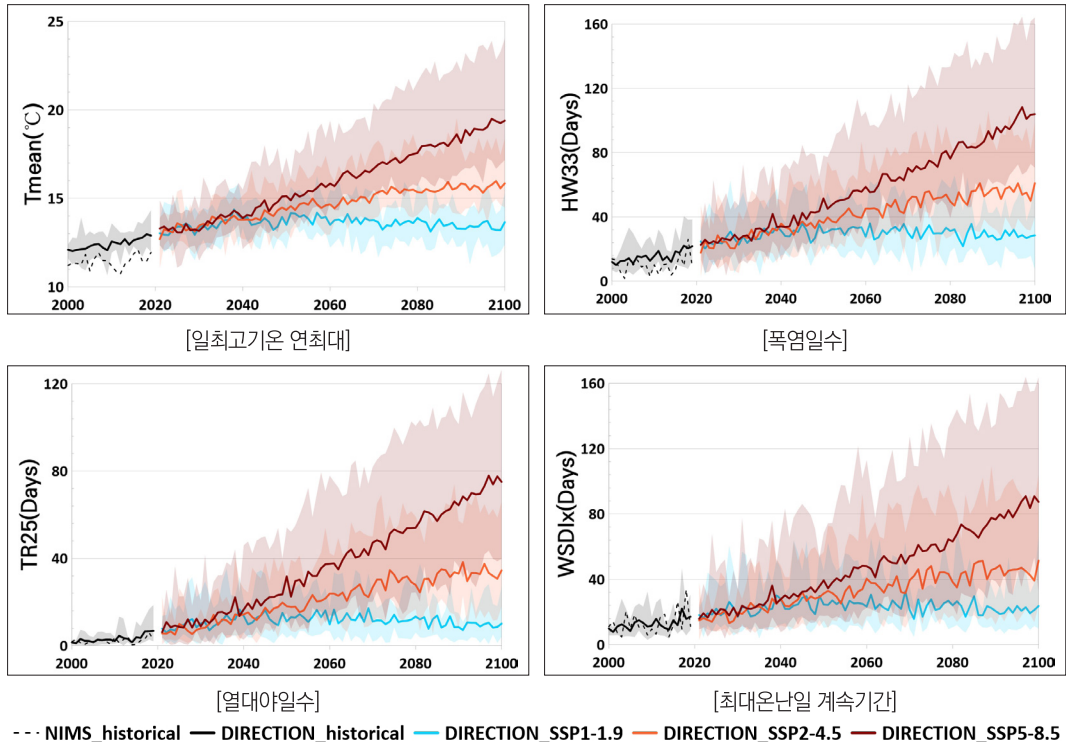 25
20
15
10
Tmean(℃)
2000 2020 2040 2060 2080 2100
[일최고기온 연최대]
160
120
80
40
0
HW33(Days)
2000 2020 2040 2060 2080 2100
[폭염일수]
120
80
40
0
TR25(Days)
2000 2020 2040 2060 2080 2100
[열대야일수]
160
120
80
40
0
WSDIx(Days)
2000 2020 2040 2060 2080 2100
[최대온난일 계속기간]
NIMS_historical DIRECTION_historical DIRECTION_SSP1-1.9 DIRECTION_SSP2-4.5 DIRECTION_SSP5-8.5